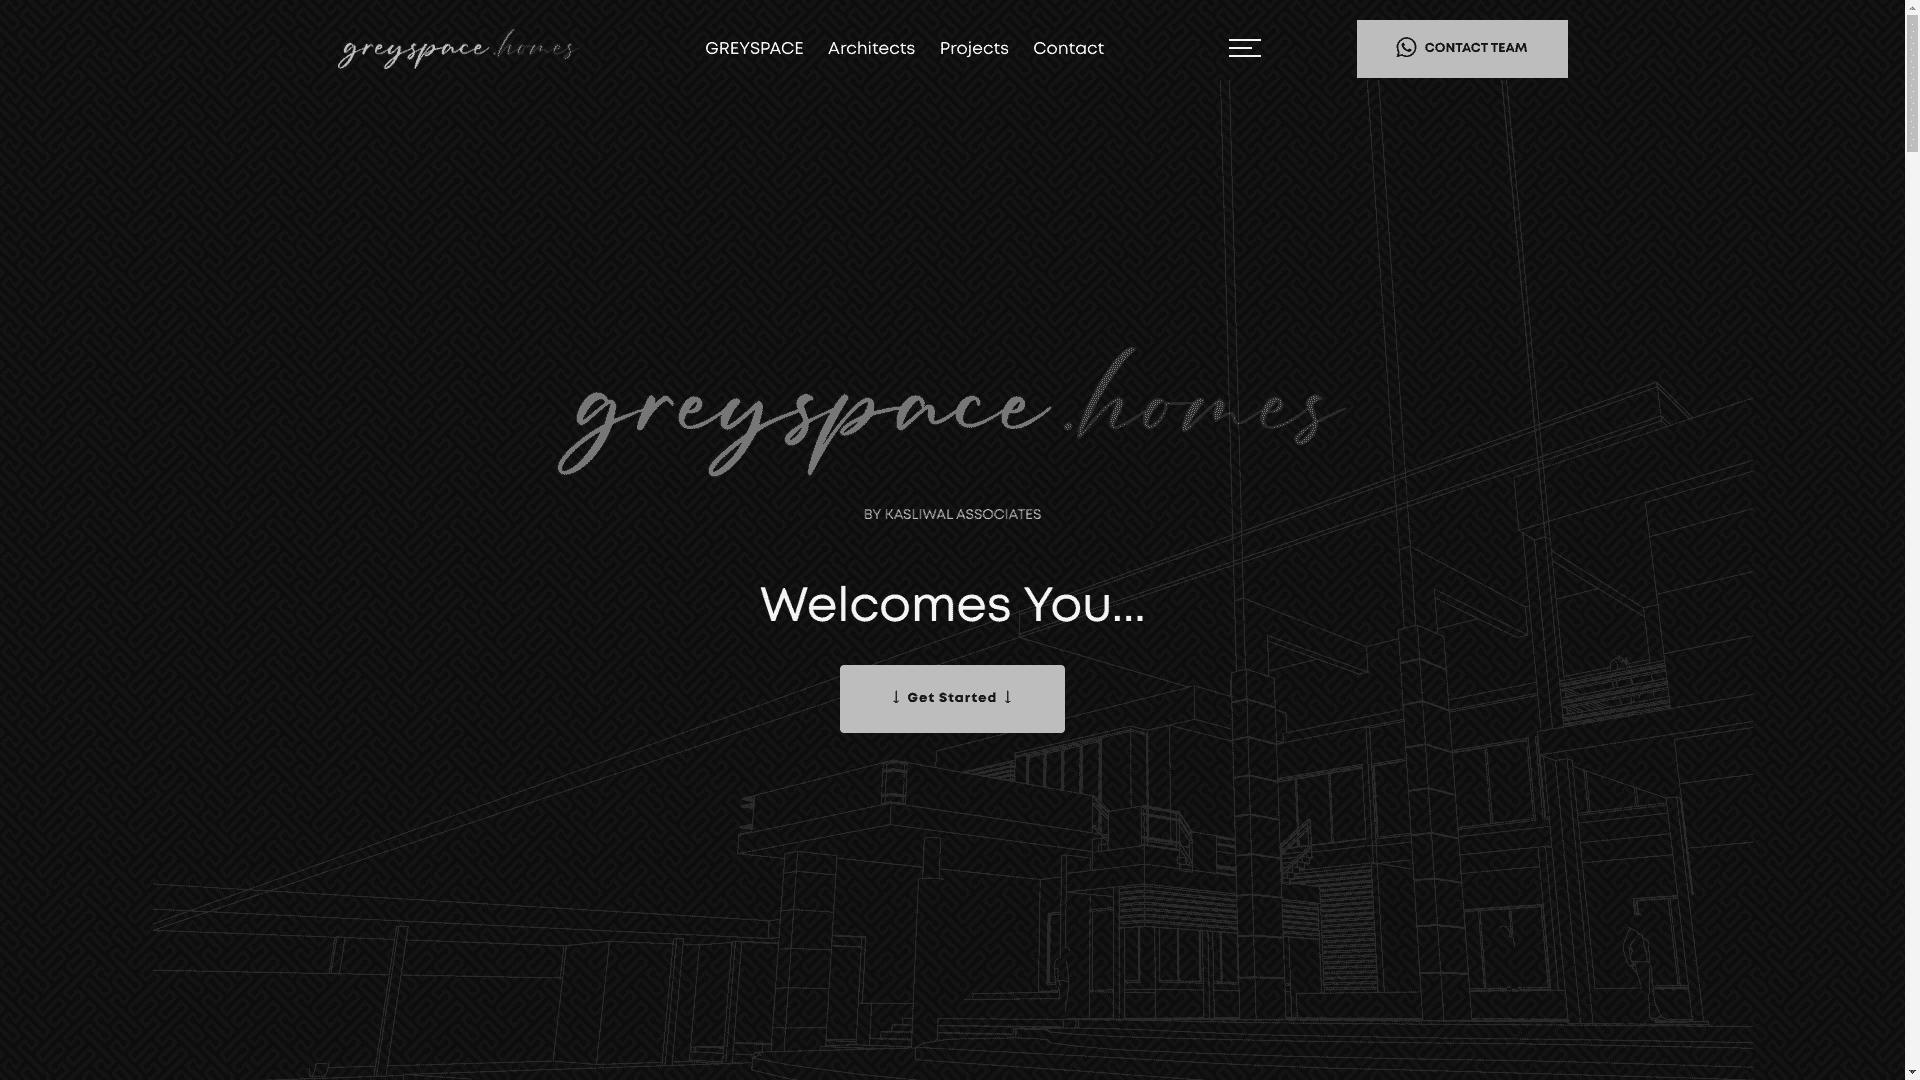 greyspace.homes
GREYSPACE Architects Projects Contact
CONTACT TEAM
greyspace.homes
BY KASLIWAL ASSOCIATES
Welcomes You...
↓ Get Started ↓